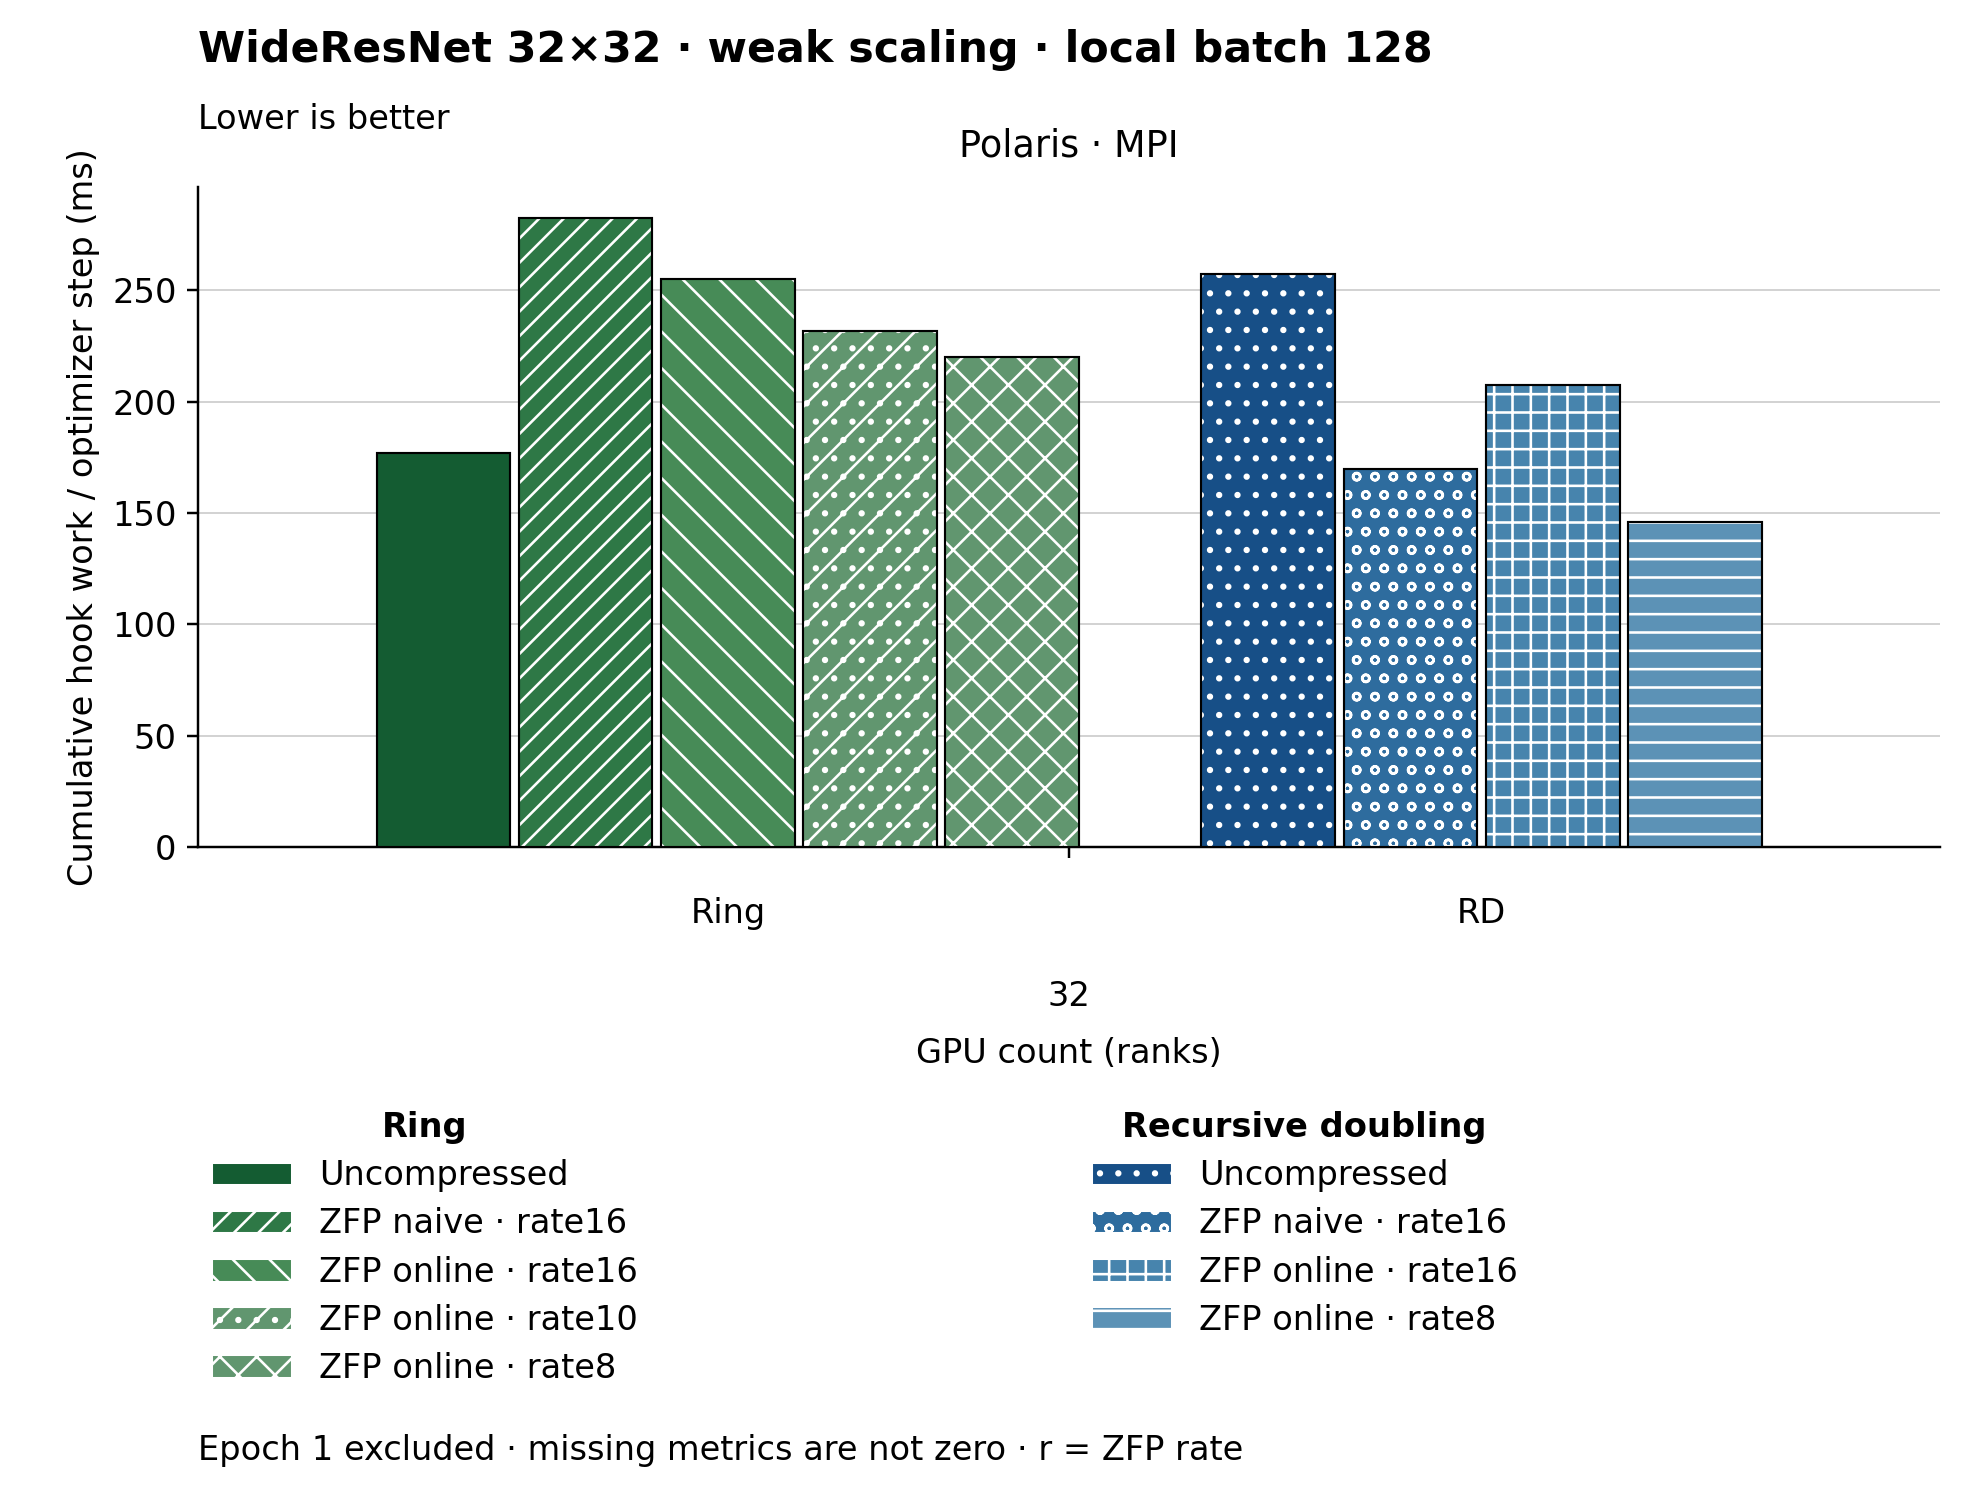 WideResNet 32×32 · weak scaling · local batch 128
Lower is better
Polaris · MPI
Cumulative hook work / optimizer step (ms)
250
200
150
100
50
0
Ring
RD
32
GPU count (ranks)
Ring
Uncompressed
ZFP naive · rate16
ZFP online · rate16
ZFP online · rate10
ZFP online · rate8
Recursive doubling
Uncompressed
ZFP naive · rate16
ZFP online · rate16
ZFP online · rate8
Epoch 1 excluded · missing metrics are not zero · r = ZFP rate